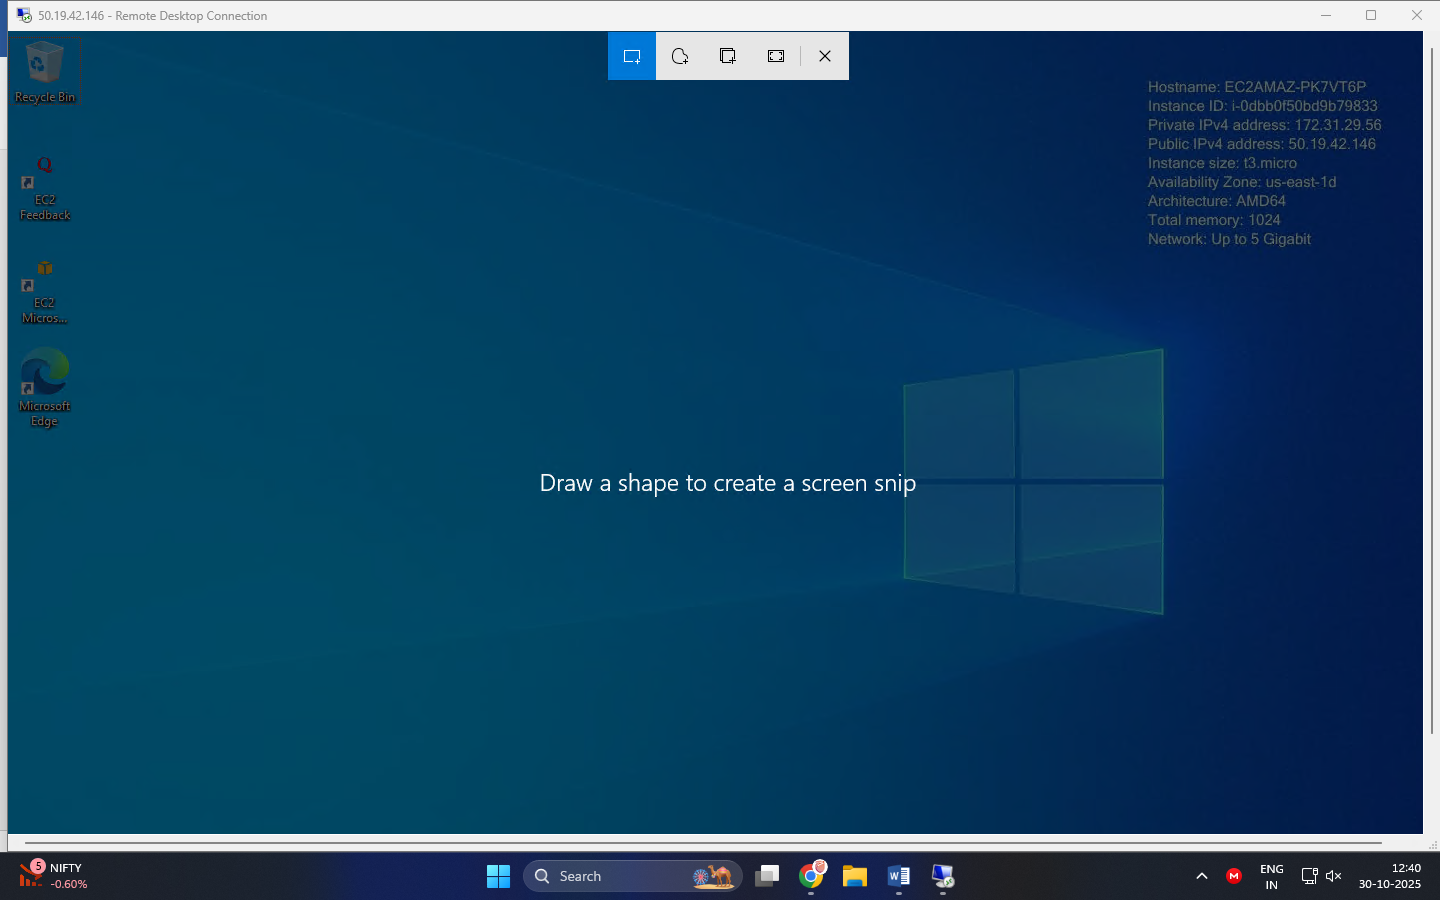 50.19.42.146 - Remote Desktop Connection
Recycle Bin
EC2
Feedback
EC2
Micros...
Microsoft
Edge
Hostname: EC2AMAZ-PK7VT6P
Instance ID: i-0dbb0f50bd9b79833
Private IPv4 address: 172.31.29.56
Public IPv4 address: 50.19.42.146
Instance size: t3.micro
Availability Zone: us-east-1d
Architecture: AMD64
Total memory: 1024
Network: Up to 5 Gigabit
Draw a shape to create a screen snip
5
NIFTY
-0.60%
Search
ENG
IN
12:40
30-10-2025